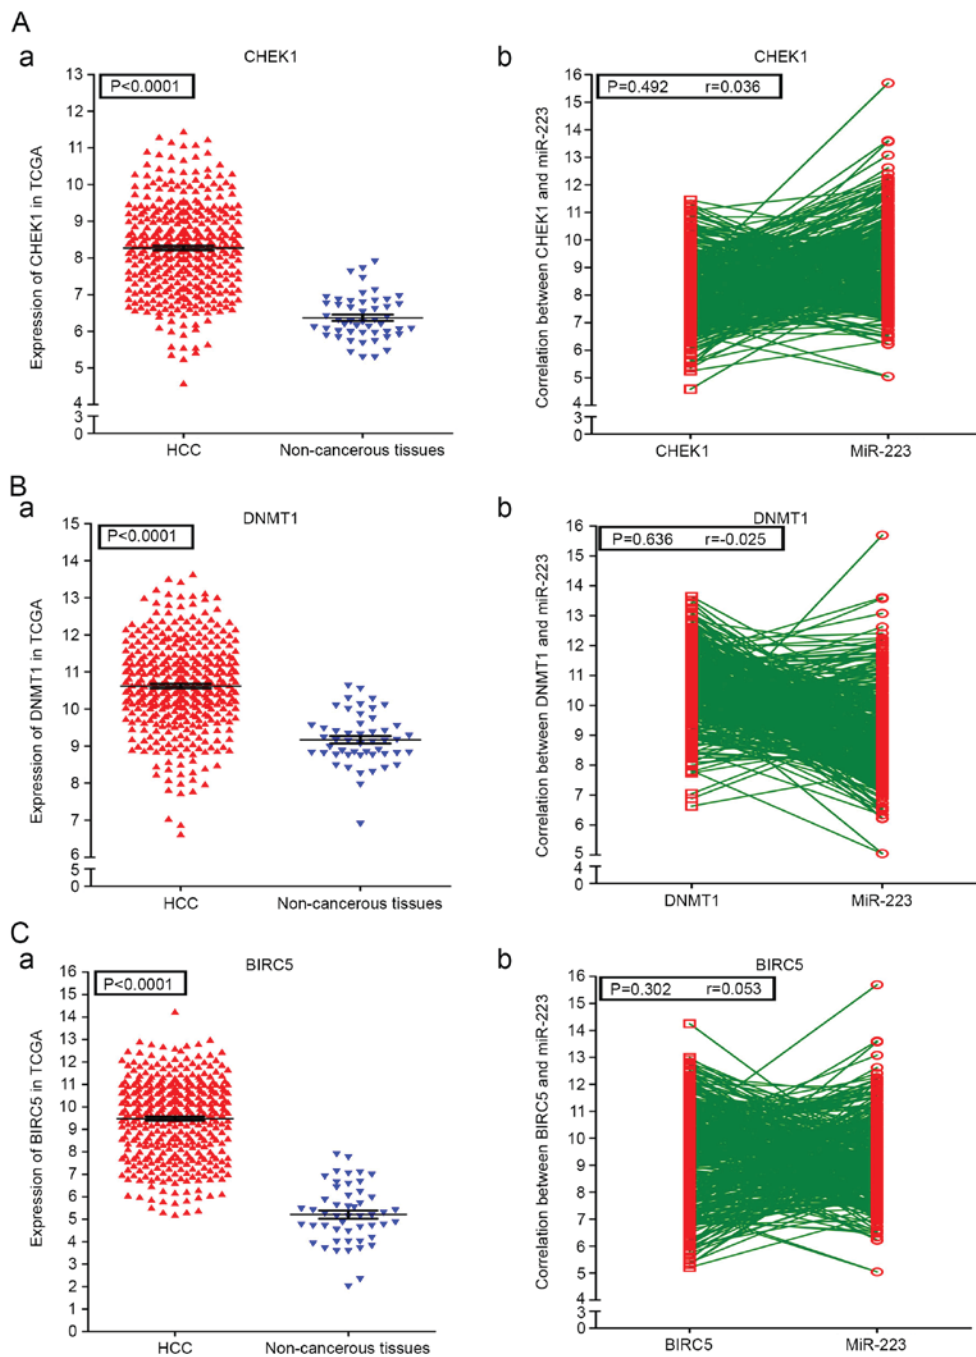 A
a
CHEK1
P<0.0001
Expression of CHEK1 in TCGA
13
12
11
10
9
8
7
6
5
4
3
0
HCC
Non-cancerous tissues
b
CHEK1
P=0.492 r=0.036
Correlation between CHEK1 and miR-223
16
15
14
13
12
11
10
9
8
7
6
5
4
3
0
CHEK1
MiR-223
B
a
DNMT1
P<0.0001
Expression of DNMT1 in TCGA
15
14
13
12
11
10
9
8
7
6
5
0
HCC
Non-cancerous tissues
b
DNMT1
P=0.636 r=-0.025
Correlation between DNMT1 and miR-223
16
15
14
13
12
11
10
9
8
7
6
5
4
0
DNMT1
MiR-223
C
a
BIRC5
P<0.0001
Expression of BIRC5 in TCGA
16
15
14
13
12
11
10
9
8
7
6
5
4
2
1
0
HCC
Non-cancerous tissues
b
BIRC5
P=0.302 r=0.053
Correlation between BIRC5 and miR-223
16
15
14
13
12
11
10
9
8
7
6
5
4
3
0
BIRC5
MiR-223